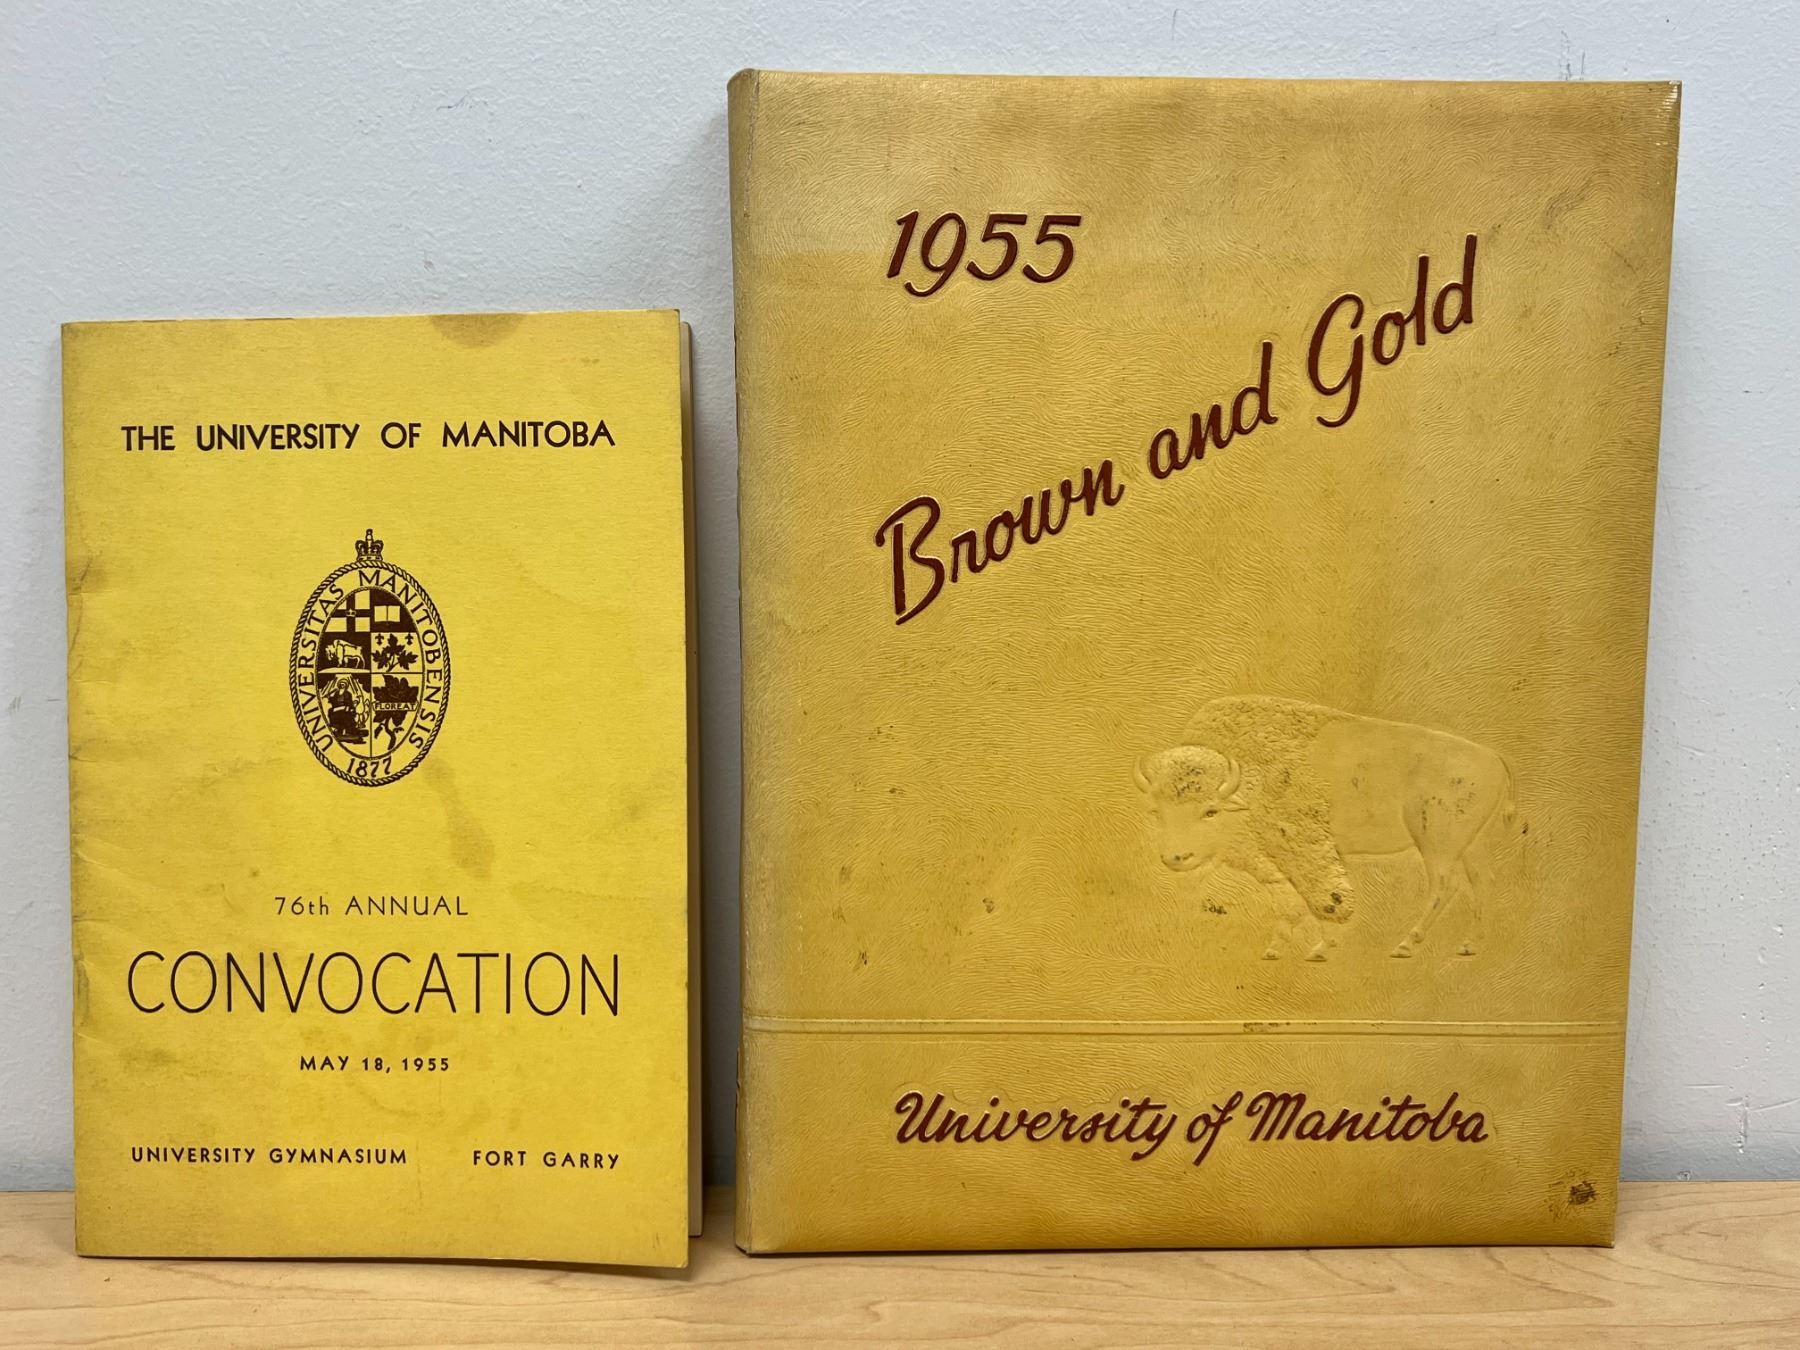 THE UNIVERSITY OF MANITOBA
UNIVERSITAS MANITOBENSIS
FLOREAT
1877
76th ANNUAL
CONVOCATION
MAY 18, 1955
UNIVERSITY GYMNASIUM FORT GARRY
1955
Brown and Gold
University of Manitoba